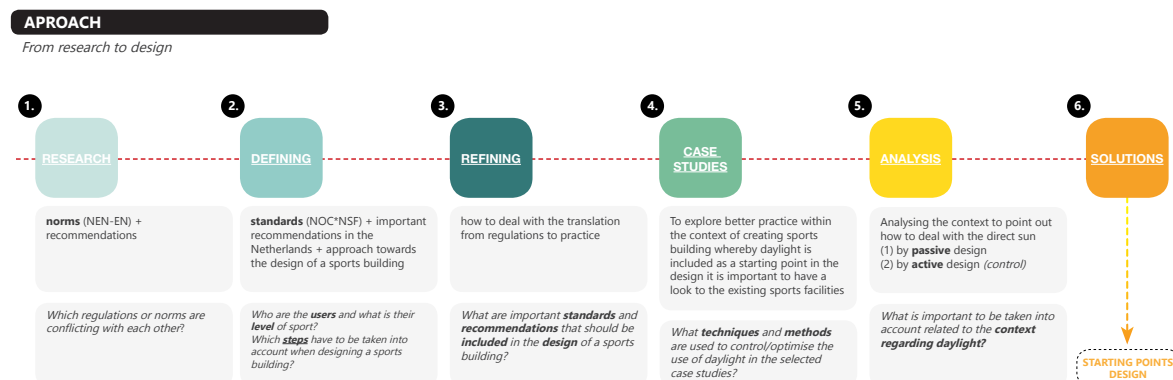 APROACH
From research to design
1.
2.
3.
4.
5.
6.
RESEARCH
DEFINING
REFINING
CASE
STUDIES
ANALYSIS
SOLUTIONS
norms (NEN-EN) +
recommendations
standards (NOC*NSF) + important
recommendations in the
Netherlands + approach towards
the design of a sports building
how to deal with the translation
from regulations to practice
To explore better practice within
the context of creating sports
building whereby daylight is
included as a starting point in the
design it is important to have a
look to the existing sports facilities
Analysing the context to point out
how to deal with the direct sun
(1) by passive design
(2) by active design (control)
Which regulations or norms are
conflicting with each other?
Who are the users and what is their
level of sport?
Which steps have to be taken into
account when designing a sports
building?
What are important standards and
recommendations that should be
included in the design of a sports
building?
What techniques and methods
are used to control/optimise the
use of daylight in the selected
case studies?
What is important to be taken into
account related to the context
regarding daylight?
STARTING POINTS
DESIGN